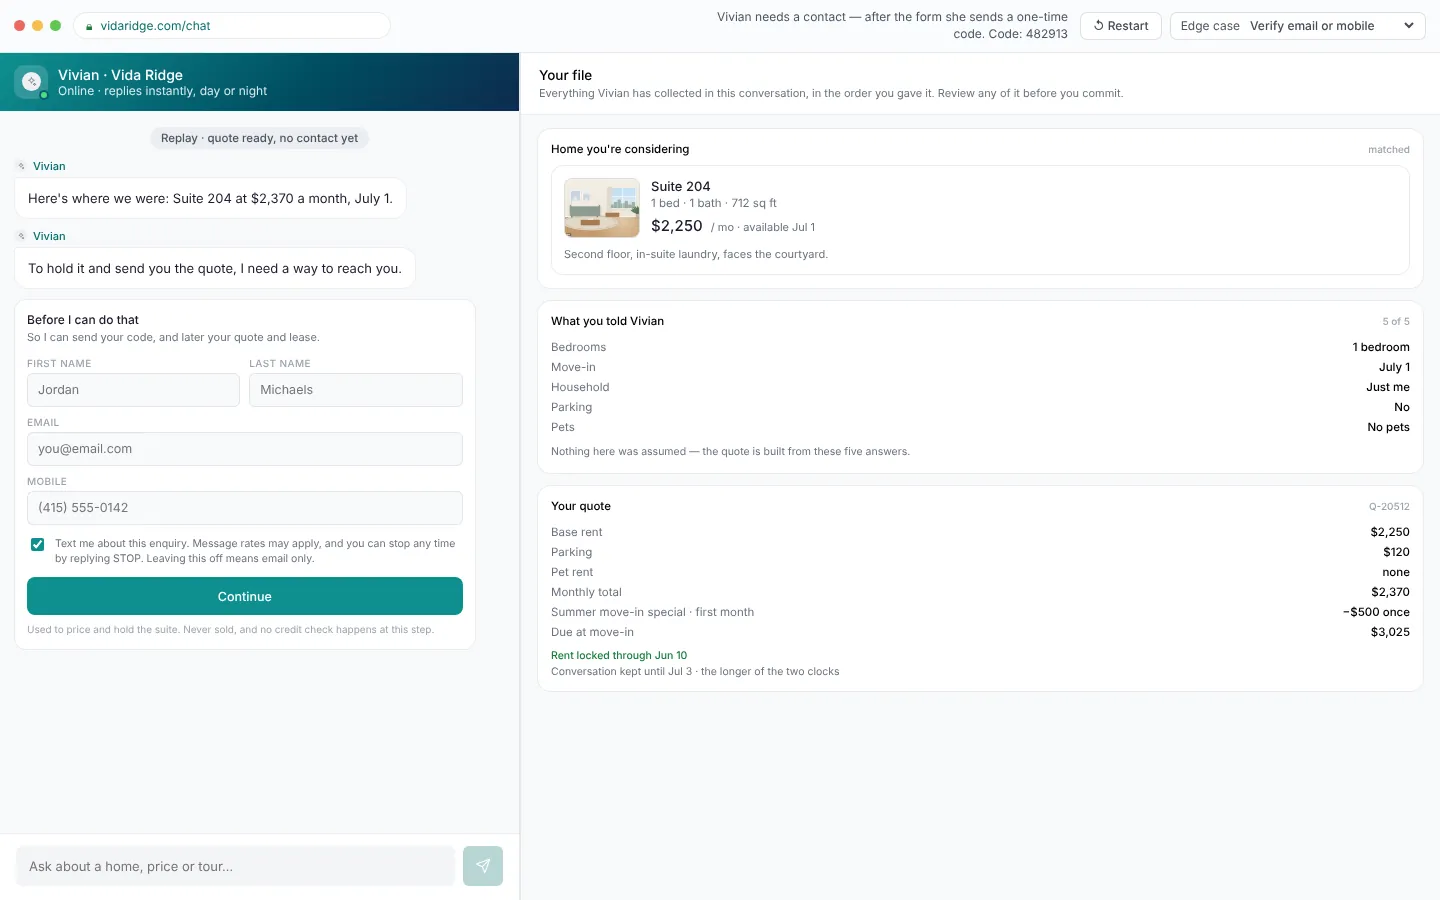 vidaridge.com/chat
Vivian needs a contact — after the form she sends a one-time
code. Code: 482913
Restart
Edge case Verify email or mobile
Vivian · Vida Ridge
Online · replies instantly, day or night
Replay · quote ready, no contact yet
Vivian
Here's where we were: Suite 204 at $2,370 a month, July 1.
Vivian
To hold it and send you the quote, I need a way to reach you.
Before I can do that
So I can send your code, and later your quote and lease.
FIRST NAME LAST NAME
Jordan Michaels
EMAIL
you@email.com
MOBILE
(415) 555-0142
Text me about this enquiry. Message rates may apply, and you can stop any time
by replying STOP. Leaving this off means email only.
Continue
Used to price and hold the suite. Never sold, and no credit check happens at this step.
Ask about a home, price or tour...
Your file
Everything Vivian has collected in this conversation, in the order you gave it. Review any of it before you commit.
Home you're considering matched
Suite 204
1 bed · 1 bath · 712 sq ft
$2,250 / mo · available Jul 1
Second floor, in-suite laundry, faces the courtyard.
What you told Vivian 5 of 5
Bedrooms 1 bedroom
Move-in July 1
Household Just me
Parking No
Pets No pets
Nothing here was assumed — the quote is built from these five answers.
Your quote Q-20512
Base rent $2,250
Parking $120
Pet rent none
Monthly total $2,370
Summer move-in special · first month −$500 once
Due at move-in $3,025
Rent locked through Jun 10
Conversation kept until Jul 3 · the longer of the two clocks